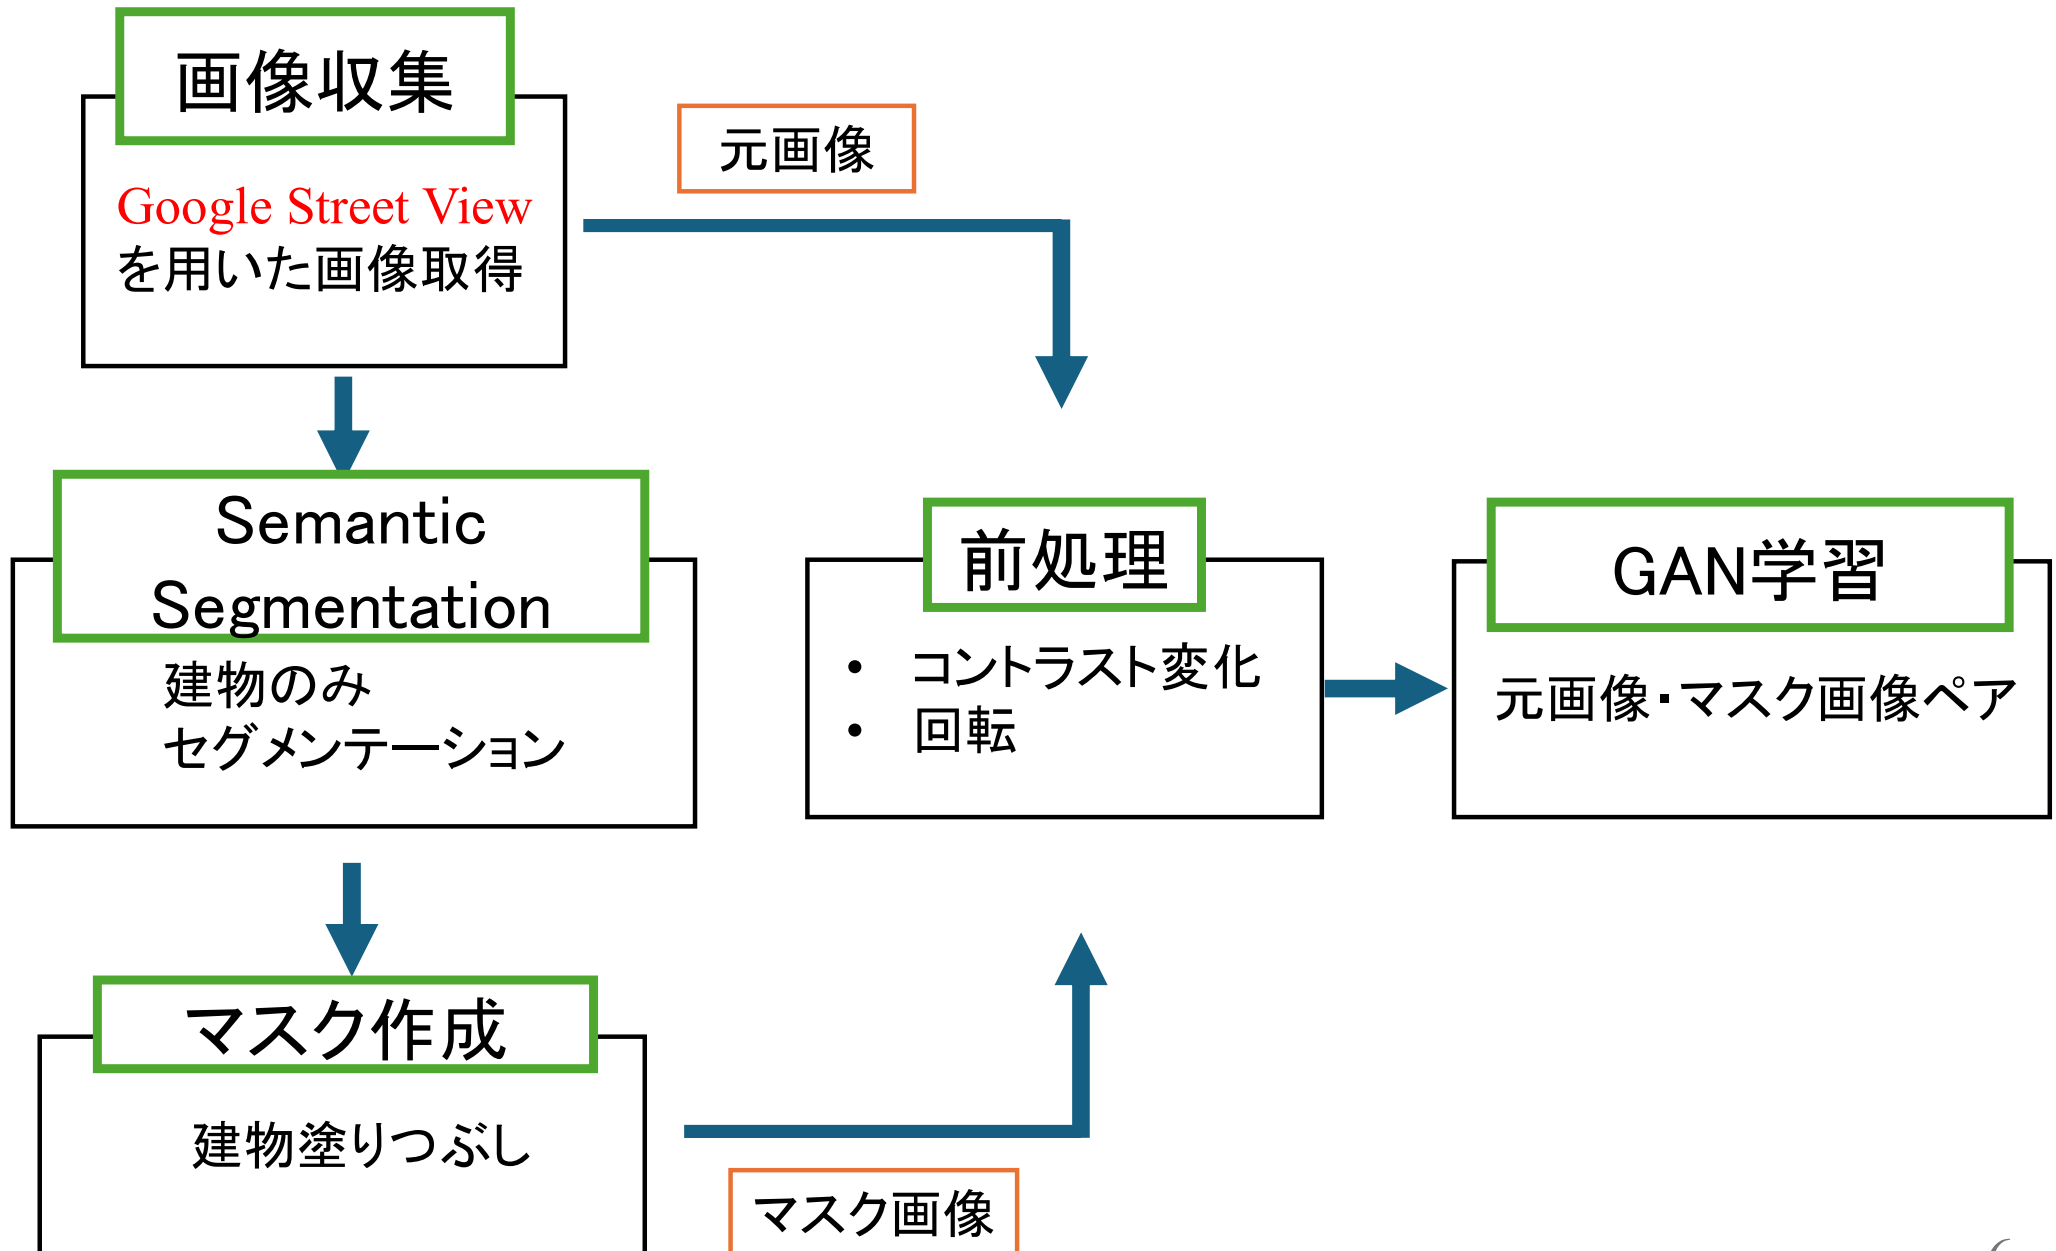 画像収集
Google Street View
を用いた画像取得
元画像
Semantic
Segmentation
建物のみ
セグメンテーション
前処理
• コントラスト変化
• 回転
GAN学習
元画像・マスク画像ペア
マスク作成
建物塗りつぶし
マスク画像